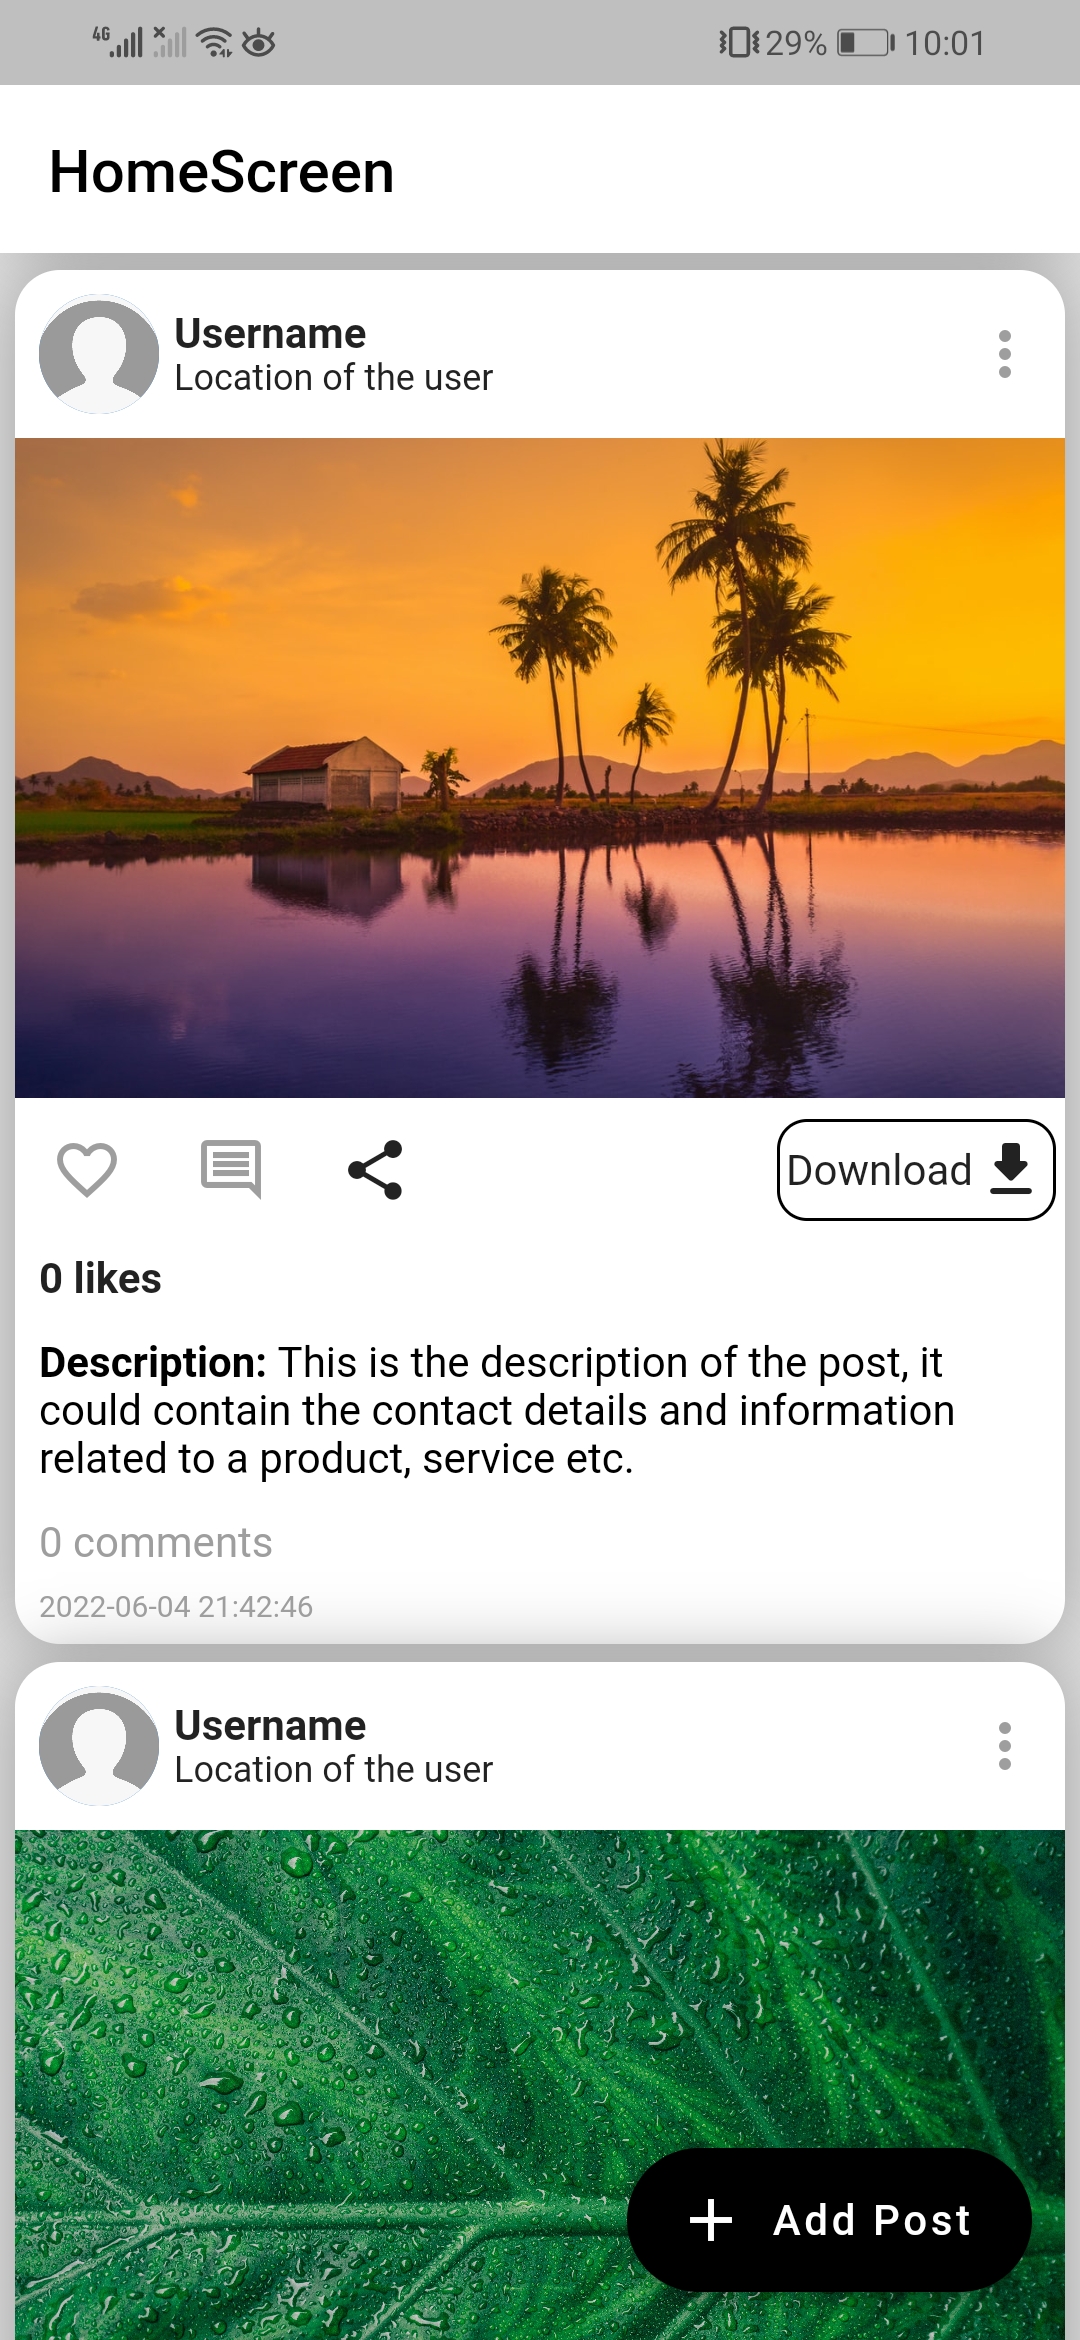 4G 29% 10:01
HomeScreen
Username
Location of the user
Download
0 likes
Description: This is the description of the post, it
could contain the contact details and information
related to a product, service etc.
0 comments
2022-06-04 21:42:46
Username
Location of the user
Add Post